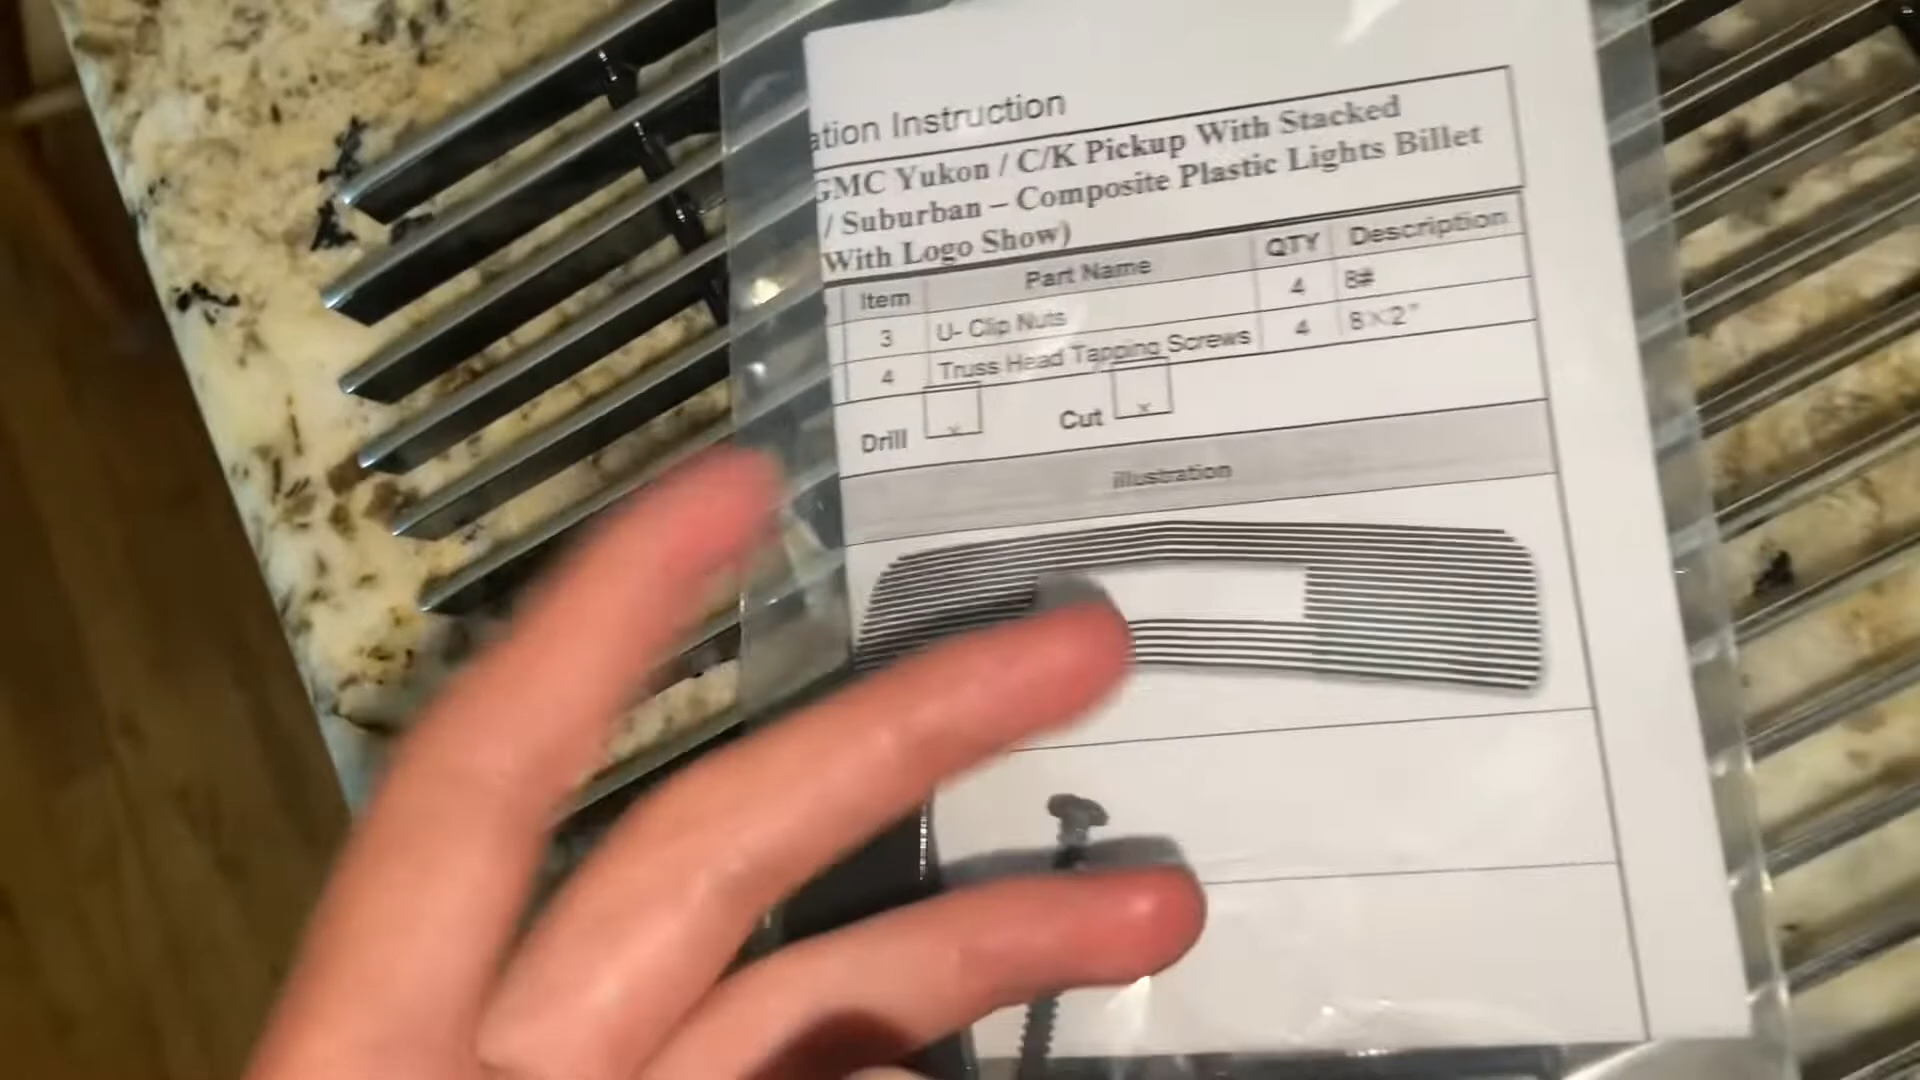 ation Instruction
GMC Yukon / C/K Pickup With Stacked
/ Suburban – Composite Plastic Lights Billet
With Logo Show)
Item Part Name QTY Description
3 U- Clip Nuts 4 8#
4 Truss Head Tapping Screws 4 8×2"
Drill x Cut x
illustration